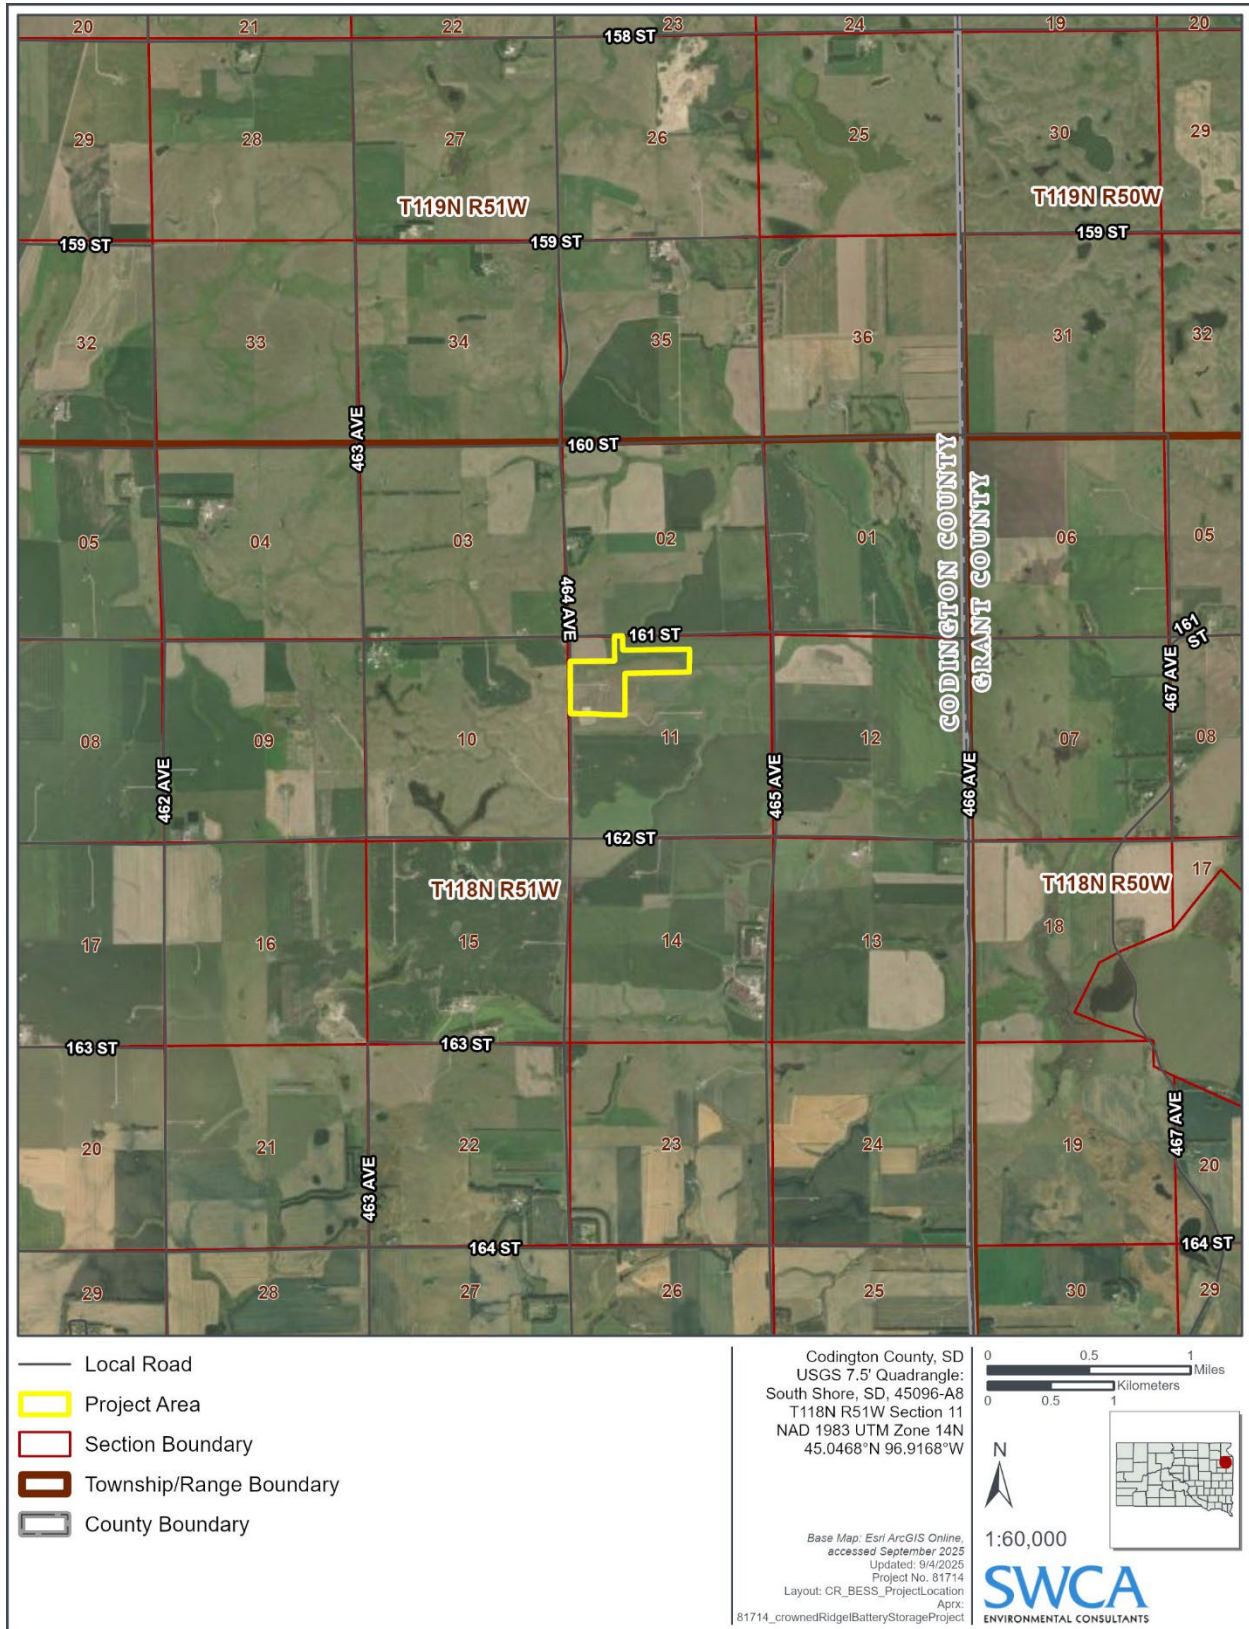 20 21 22 23 24 19 20
158 ST
29 28 27 26 25 30 29
T119N R51W T119N R50W
159 ST 159 ST 159 ST
32 33 34 35 36 31 32
463 AVE
160 ST
CODINGTON COUNTY
GRANT COUNTY
05 04 03 02 01 06 05
464 AVE
161 ST 161 ST
467 AVE
08 09 10 11 12 07 08
462 AVE 465 AVE 466 AVE
162 ST
T118N R51W T118N R50W
17 16 15 14 13 18 17
163 ST 163 ST
20 21 22 23 24 19 20
463 AVE 467 AVE
164 ST 164 ST
29 28 27 26 25 30 29
Local Road
Project Area
Section Boundary
Township/Range Boundary
County Boundary
Codington County, SD
USGS 7.5' Quadrangle:
South Shore, SD, 45096-A8
T118N R51W Section 11
NAD 1983 UTM Zone 14N
45.0468°N 96.9168°W
Base Map: Esri ArcGIS Online,
accessed September 2025
Updated: 9/4/2025
Project No. 81714
Layout: CR_BESS_ProjectLocation
Aprx:
81714_crownedRidgeIBatteryStorageProject
0 0.5 1
Miles
Kilometers
0 0.5 1
N
1:60,000
SWCA
ENVIRONMENTAL CONSULTANTS